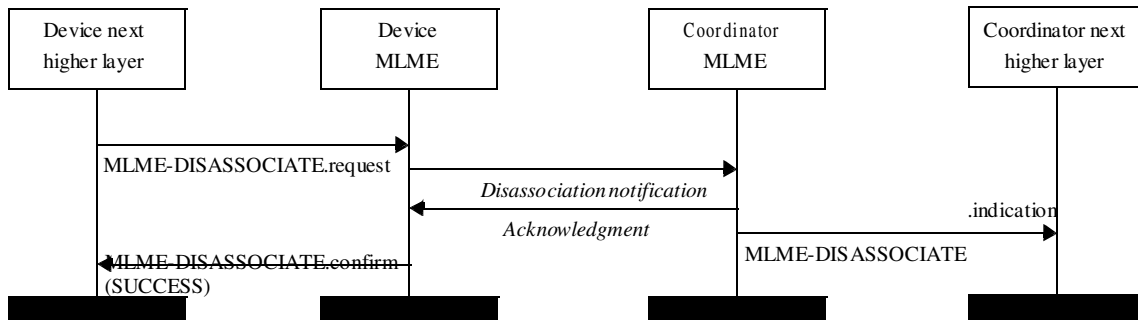 Device next
higher layer
Device
MLME
Coordinator
MLME
Coordinator next
higher layer
MLME-DISASSOCIATE.request
Disassociation notification
Acknowledgment
.indication
MLME-DISASSOCIATE
MLME-DISASSOCIATE.confirm
(SUCCESS)